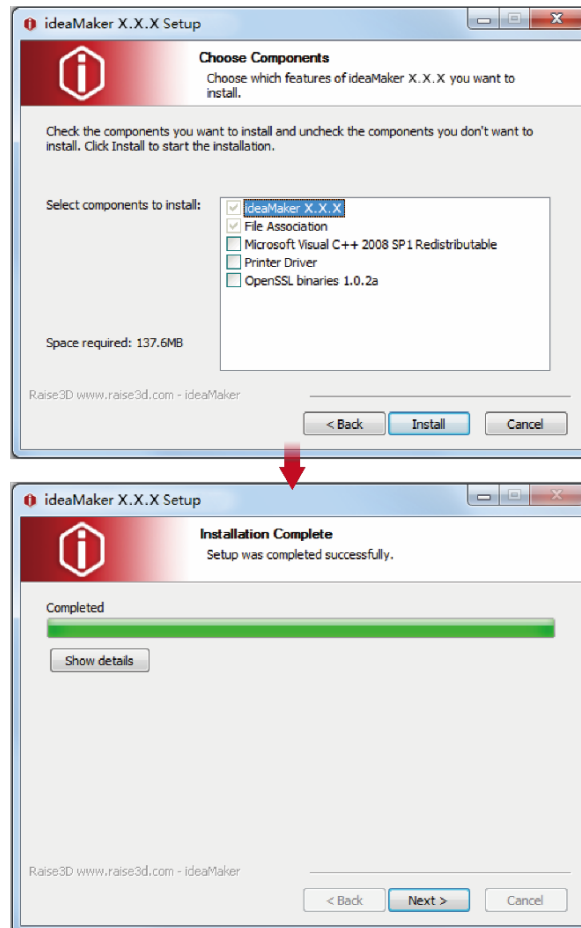 ideaMaker X.X.X Setup
Choose Components
Choose which features of ideaMaker X.X.X you want to
install.
Check the components you want to install and uncheck the components you don't want to
install. Click Install to start the installation.
Select components to install:
ideaMaker X.X.X
File Association
Microsoft Visual C++ 2008 SP1 Redistributable
Printer Driver
OpenSSL binaries 1.0.2a
Space required: 137.6MB
Raise3D www.raise3d.com - ideaMaker
< Back Install Cancel
ideaMaker X.X.X Setup
Installation Complete
Setup was completed successfully.
Completed
Show details
Raise3D www.raise3d.com - ideaMaker
< Back Next > Cancel